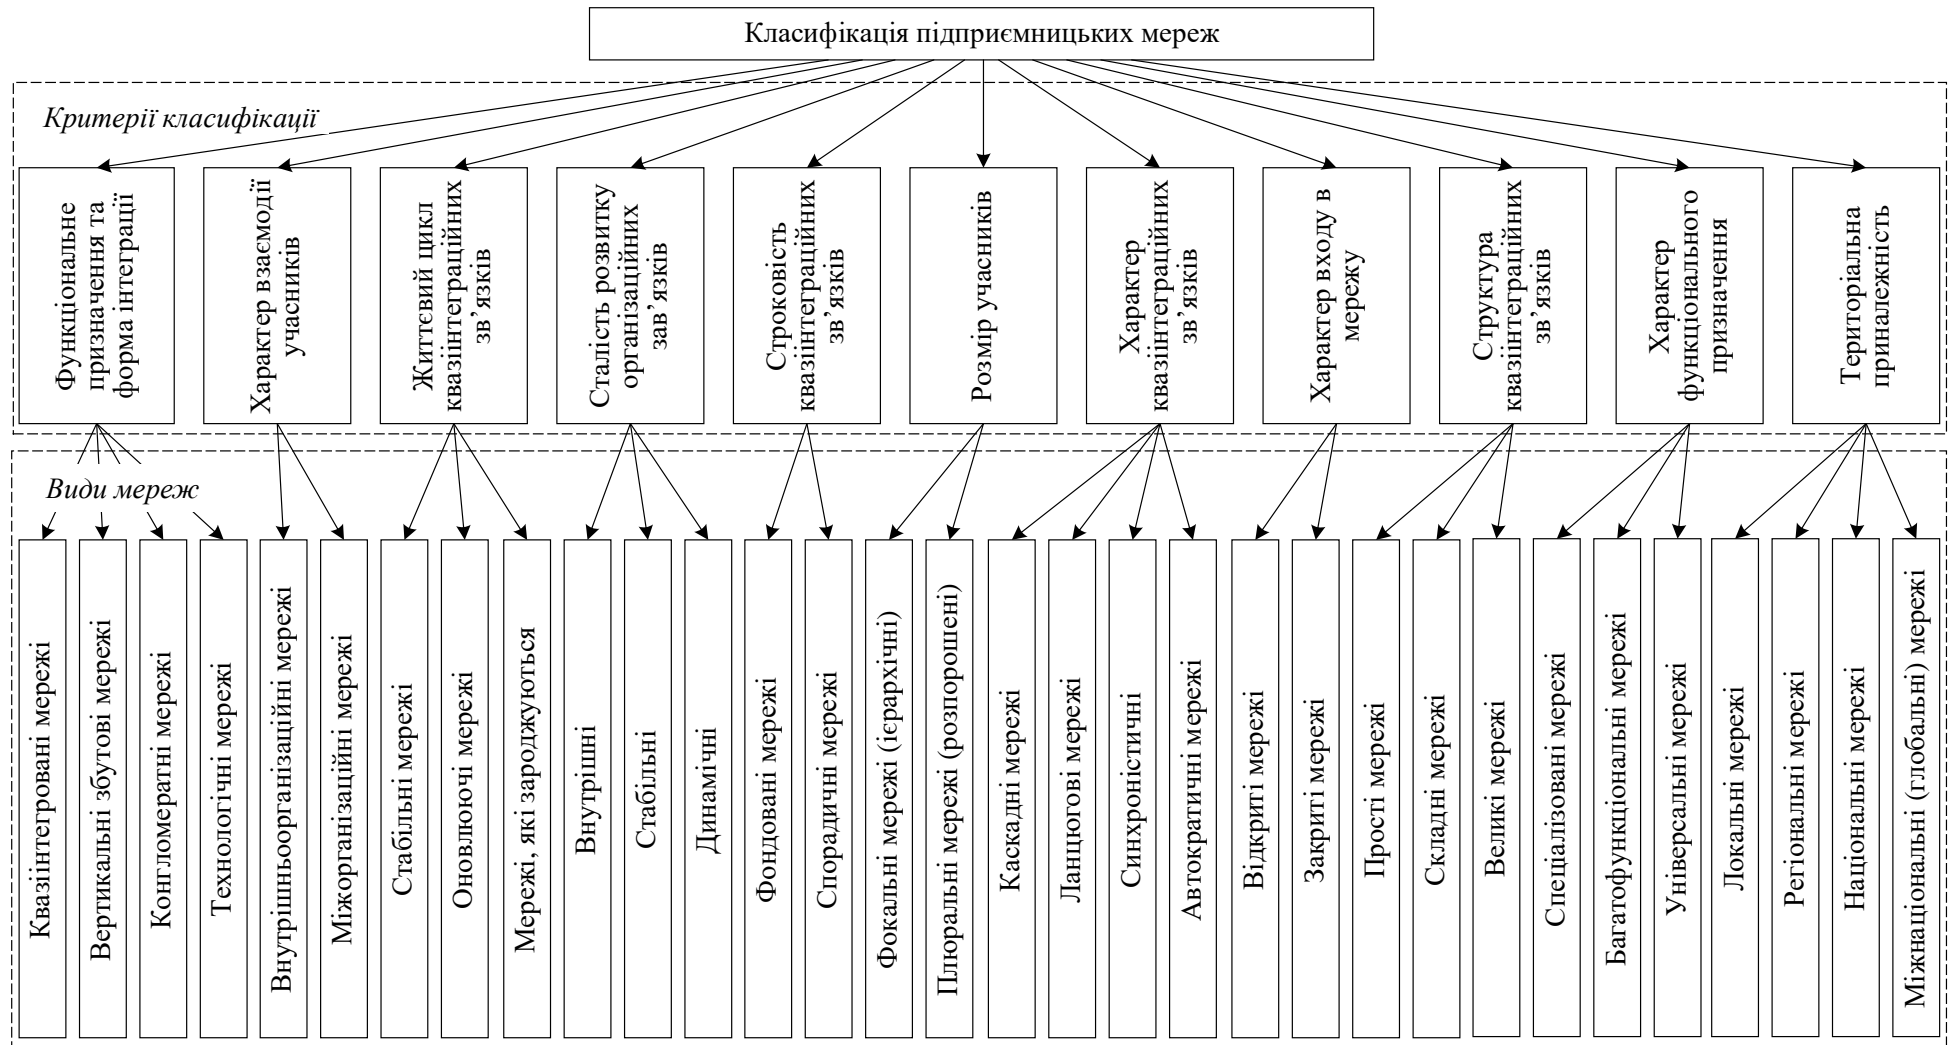 Класифікація підприємницьких мереж
Критерії класифікації
Функціональне
призначення та
форма інтеграції
Характер взаємодії
учасників
Життєвий цикл
квазіінтеграційних
зв’язків
Сталість розвитку
організаційних
зав’язків
Строковість
квазіінтеграційних
зв’язків
Розмір учасників
Характер
квазіінтеграційних
зв’язків
Характер входу в
мережу
Структура
квазіінтеграційних
зв’язків
Характер
функціонального
призначення
Територіальна
приналежність
Види мереж
Квазіінтегровані мережі
Вертикальні збутові мережі
Конгломератні мережі
Технологічні мережі
Внутрішньоорганізаційні мережі
Міжорганізаційні мережі
Стабільні мережі
Оновлюючі мережі
Мережі, які зароджуються
Внутрішні
Стабільні
Динамічні
Фондовані мережі
Спорадичні мережі
Фокальні мережі (ієрархічні)
Плюральні мережі (розпорошені)
Каскадні мережі
Ланцюгові мережі
Синхроністичні
Автократичні мережі
Відкриті мережі
Закриті мережі
Прості мережі
Складні мережі
Великі мережі
Спеціалізовані мережі
Багатофункціональні мережі
Універсальні мережі
Локальні мережі
Регіональні мережі
Національні мережі
Міжнаціональні (глобальні) мережі